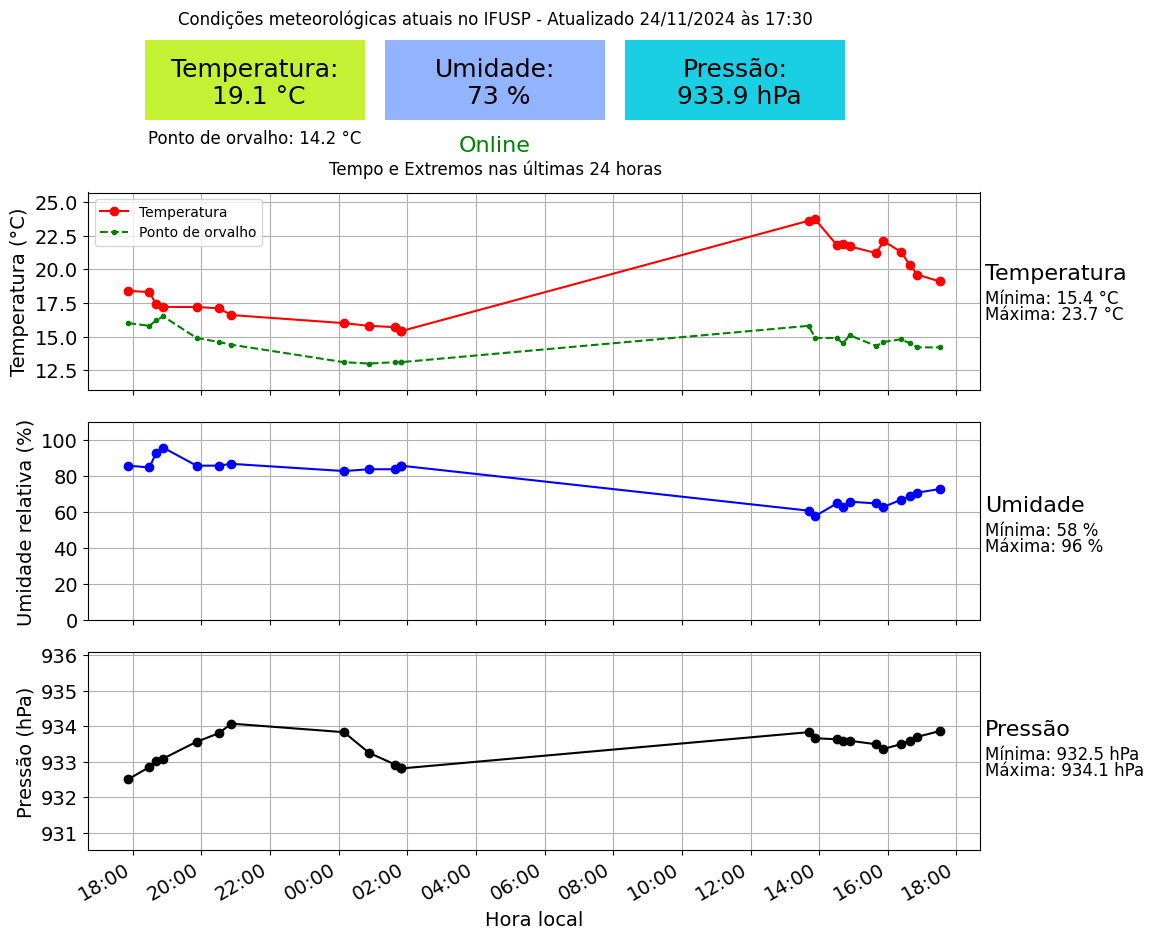 Condições meteorológicas atuais no IFUSP - Atualizado 24/11/2024 às 17:30
Temperatura:
19.1 °C
Umidade:
73 %
Pressão:
933.9 hPa
Ponto de orvalho: 14.2 °C
Online
Tempo e Extremos nas últimas 24 horas
Temperatura (°C)
25.0
22.5
20.0
17.5
15.0
12.5
Temperatura
Ponto de orvalho
Temperatura
Mínima: 15.4 °C
Máxima: 23.7 °C
Umidade relativa (%)
100
80
60
40
20
0
Umidade
Mínima: 58 %
Máxima: 96 %
Pressão (hPa)
936
935
934
933
932
931
Pressão
Mínima: 932.5 hPa
Máxima: 934.1 hPa
18:00 20:00 22:00 00:00 02:00 04:00 06:00 08:00 10:00 12:00 14:00 16:00 18:00
Hora local